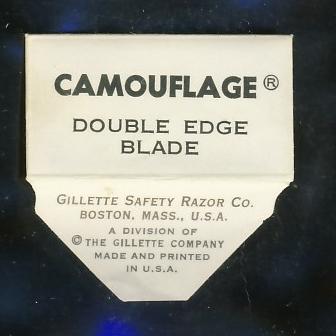 CAMOUFLAGE®
DOUBLE EDGE
BLADE
GILLETTE SAFETY RAZOR CO.
BOSTON, MASS., U.S.A.
A DIVISION OF
© THE GILLETTE COMPANY
MADE AND PRINTED
IN U.S.A.